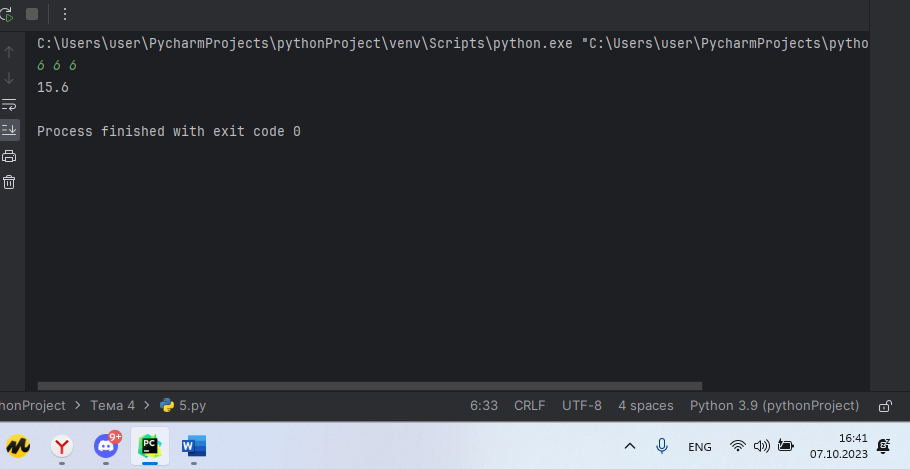 C:\Users\user\PycharmProjects\pythonProject\venv\Scripts\python.exe "C:\Users\user\PycharmProjects\pytho
6 6 6
15.6
Process finished with exit code 0
honProject > Тема 4 > 5.py
6:33 CRLF UTF-8 4 spaces Python 3.9 (pythonProject)
Y 9+ PC W ENG 16:41
07.10.2023